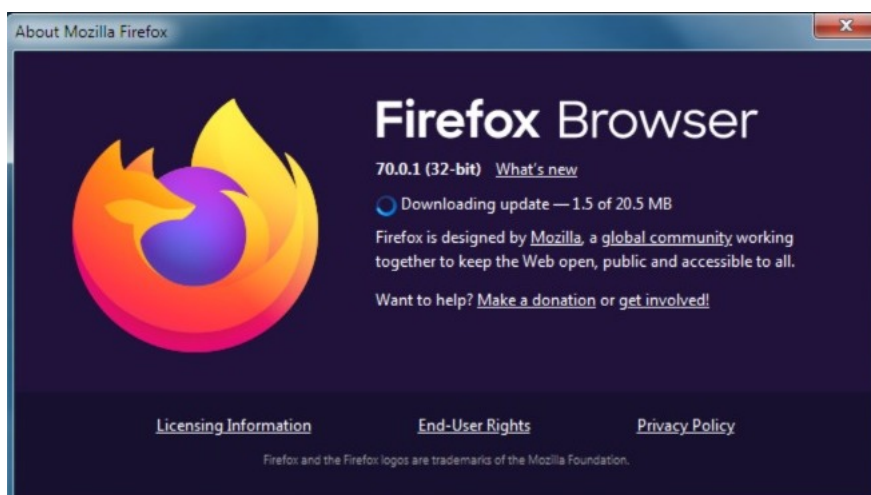 About Mozilla Firefox
Firefox Browser
70.0.1 (32-bit) What's new
Downloading update — 1.5 of 20.5 MB
Firefox is designed by Mozilla, a global community working
together to keep the Web open, public and accessible to all.
Want to help? Make a donation or get involved!
Licensing Information End-User Rights Privacy Policy
Firefox and the Firefox logos are trademarks of the Mozilla Foundation.